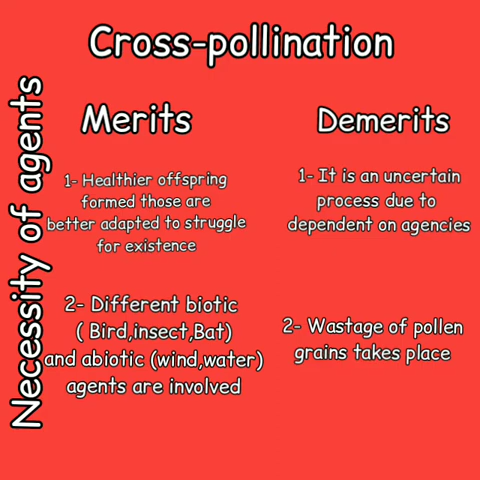 Cross-pollination
Necessity of agents
Merits
1- Healthier offspring
formed those are
better adapted to struggle
for existence
2- Different biotic
( Bird,insect,Bat)
and abiotic (wind,water)
agents are involved
Demerits
1- It is an uncertain
process due to
dependent on agencies
2- Wastage of pollen
grains takes place